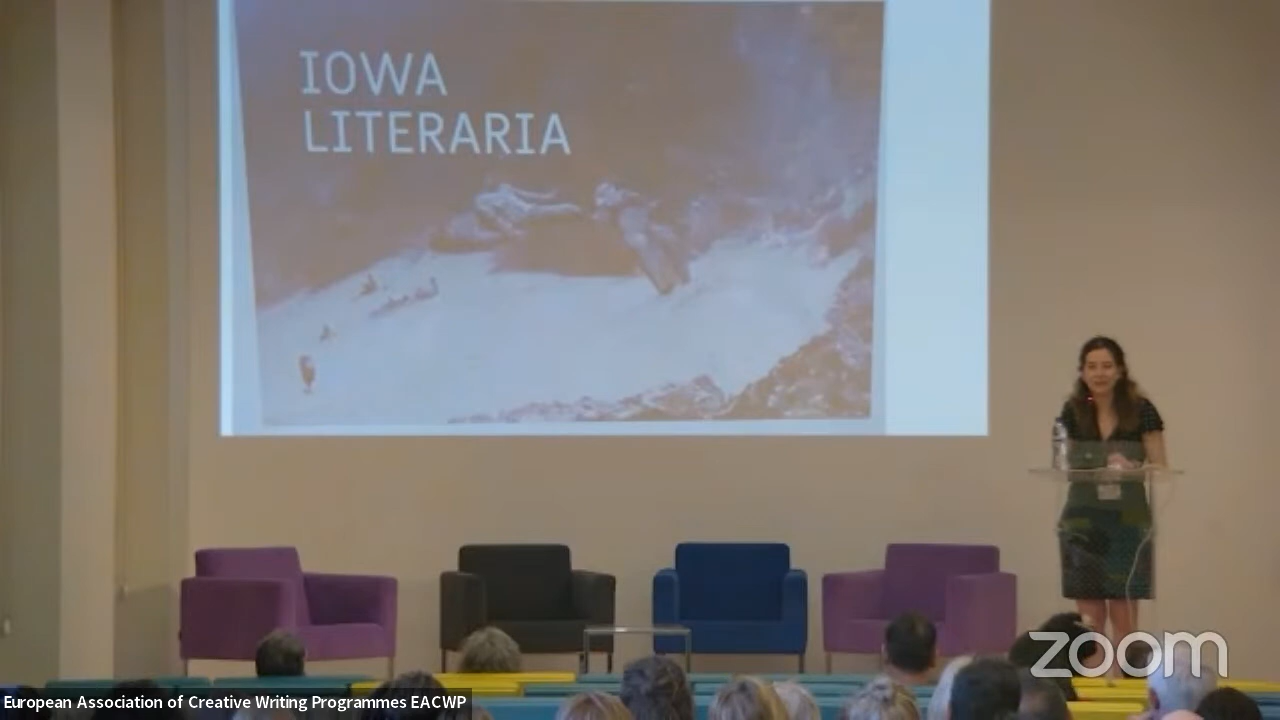 IOWA
LITERARIA
zoom
European Association of Creative Writing Programmes EACWP